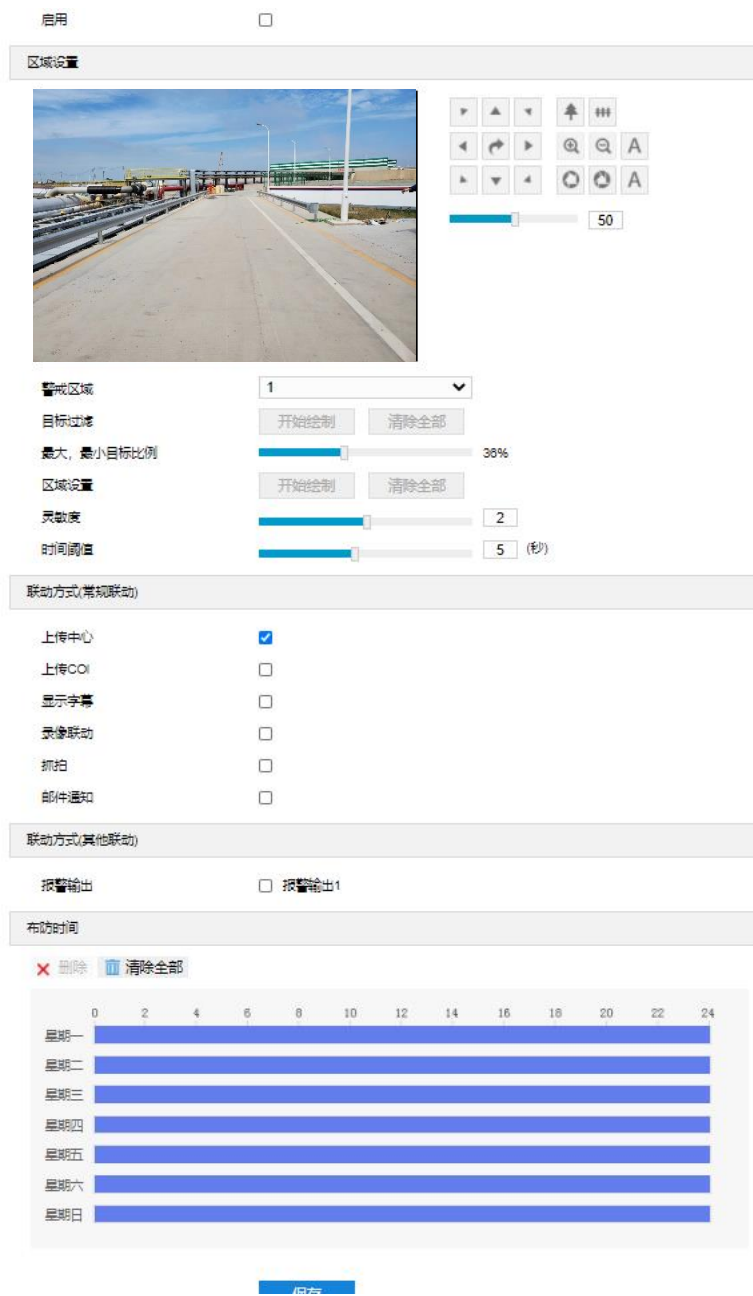 启用
区域设置
A
A
50
警戒区域 1
目标过滤 开始绘制 清除全部
最大，最小目标比例 36%
区域设置 开始绘制 清除全部
灵敏度 2
时间阈值 5 (秒)
联动方式(常规联动)
上传中心
上传COI
显示字幕
录像联动
抓拍
邮件通知
联动方式(其他联动)
报警输出 报警输出1
布防时间
删除 清除全部
0 2 4 6 8 10 12 14 16 18 20 22 24
星期一
星期二
星期三
星期四
星期五
星期六
星期日
保存